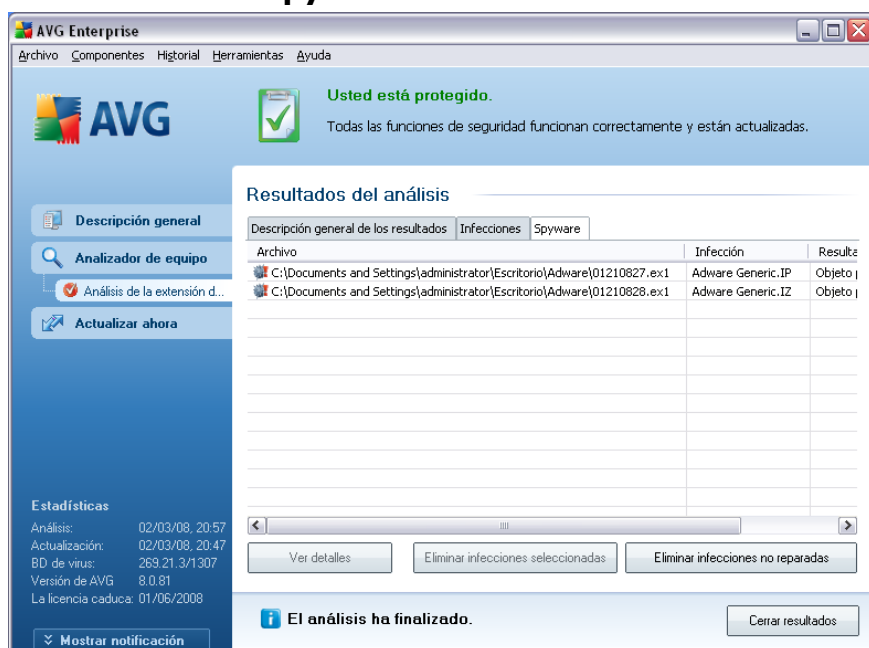 AVG Enterprise
Archivo Componentes Historial Herramientas Ayuda
AVG
Usted está protegido.
Todas las funciones de seguridad funcionan correctamente y están actualizadas.
Descripción general
Analizador de equipo
Análisis de la extensión d...
Actualizar ahora
Resultados del análisis
Descripción general de los resultados Infecciones Spyware
Archivo Infección Resulta
C:\Documents and Settings\administrator\Escritorio\Adware\01210827.ex1 Adware Generic.IP Objeto
C:\Documents and Settings\administrator\Escritorio\Adware\01210828.ex1 Adware Generic.IZ Objeto
Ver detalles Eliminar infecciones seleccionadas Eliminar infecciones no reparadas
Estadísticas
Análisis: 02/03/08, 20:57
Actualización: 02/03/08, 20:47
BD de virus: 269.21.3/1307
Versión de AVG 8.0.81
La licencia caduca: 01/06/2008
Mostrar notificación
El análisis ha finalizado.
Cerrar resultados